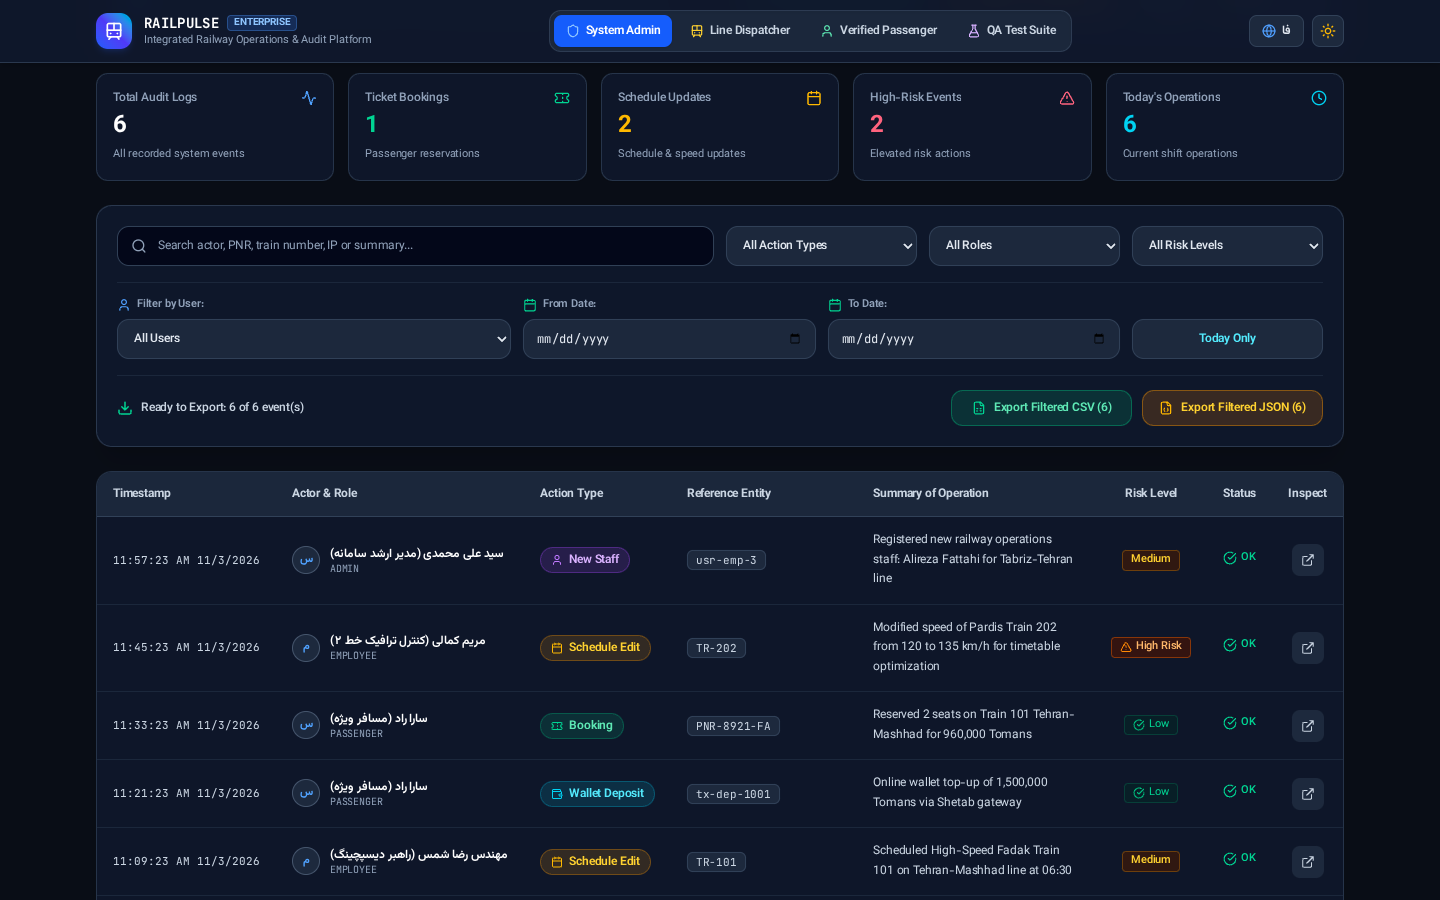 RAILPULSE ENTERPRISE
Integrated Railway Operations & Audit Platform
System Admin
Line Dispatcher
Verified Passenger
QA Test Suite
فا
Total Audit Logs
6
All recorded system events
Ticket Bookings
1
Passenger reservations
Schedule Updates
2
Schedule & speed updates
High-Risk Events
2
Elevated risk actions
Today's Operations
6
Current shift operations
Search actor, PNR, train number, IP or summary...
All Action Types
All Roles
All Risk Levels
Filter by User:
From Date:
To Date:
All Users
mm/dd/yyyy
mm/dd/yyyy
Today Only
Ready to Export: 6 of 6 event(s)
Export Filtered CSV (6)
Export Filtered JSON (6)
Timestamp Actor & Role Action Type Reference Entity Summary of Operation Risk Level Status Inspect
11:57:23 AM 11/3/2026
س
سید علی محمدی (مدیر ارشد سامانه)
ADMIN
New Staff
usr-emp-3
Registered new railway operations
staff: Alireza Fattahi for Tabriz-Tehran
line
Medium
OK
11:45:23 AM 11/3/2026
م
مریم کمالی (کنترل ترافیک خط ۲)
EMPLOYEE
Schedule Edit
TR-202
Modified speed of Pardis Train 202
from 120 to 135 km/h for timetable
optimization
High Risk
OK
11:33:23 AM 11/3/2026
س
سارا راد (مسافر ویژه)
PASSENGER
Booking
PNR-8921-FA
Reserved 2 seats on Train 101 Tehran-
Mashhad for 960,000 Tomans
Low
OK
11:21:23 AM 11/3/2026
س
سارا راد (مسافر ویژه)
PASSENGER
Wallet Deposit
tx-dep-1001
Online wallet top-up of 1,500,000
Tomans via Shetab gateway
Low
OK
11:09:23 AM 11/3/2026
م
مهندس رضا شمس (راهبر دیسپچینگ)
EMPLOYEE
Schedule Edit
TR-101
Scheduled High-Speed Fadak Train
101 on Tehran-Mashhad line at 06:30
Medium
OK